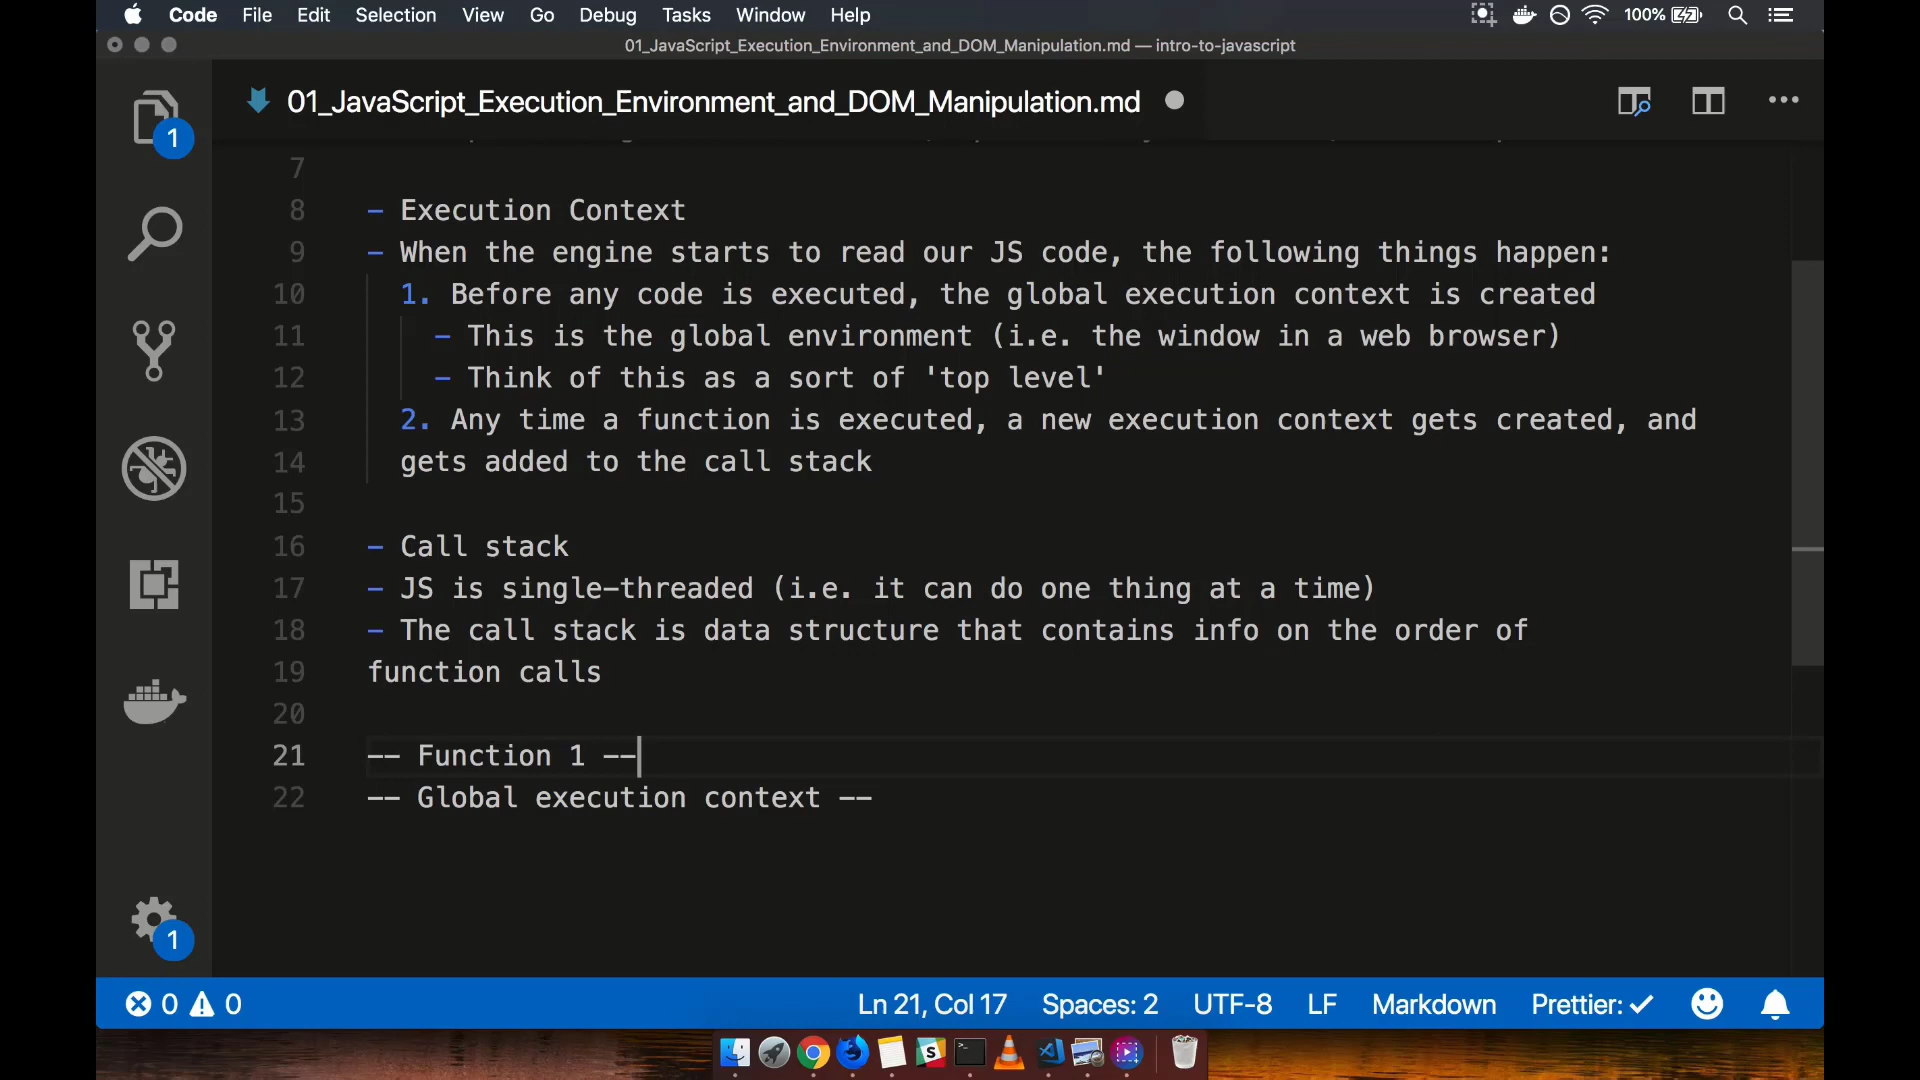 Code File Edit Selection View Go Debug Tasks Window Help 100%
01_JavaScript_Execution_Environment_and_DOM_Manipulation.md — intro-to-javascript
01_JavaScript_Execution_Environment_and_DOM_Manipulation.md
1
7
8 - Execution Context
9 - When the engine starts to read our JS code, the following things happen:
10 1. Before any code is executed, the global execution context is created
11 - This is the global environment (i.e. the window in a web browser)
12 - Think of this as a sort of 'top level'
13 2. Any time a function is executed, a new execution context gets created, and
14 gets added to the call stack
15
16 - Call stack
17 - JS is single-threaded (i.e. it can do one thing at a time)
18 - The call stack is data structure that contains info on the order of
19 function calls
20
21 -- Function 1 --
22 -- Global execution context --
1
0 0 Ln 21, Col 17 Spaces: 2 UTF-8 LF Markdown Prettier: ✓